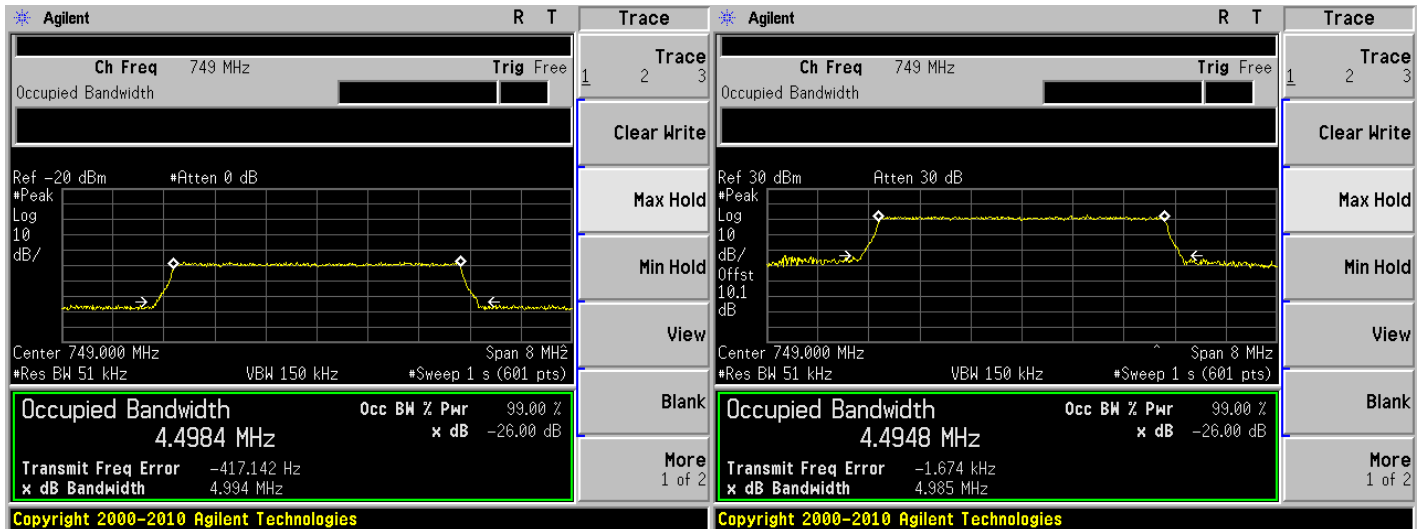 Agilent R T Trace
Ch Freq 749 MHz Trig Free
Occupied Bandwidth
Trace
1 2 3
Clear Write
Max Hold
Min Hold
View
Blank
More
1 of 2
Ref -20 dBm #Atten 0 dB
#Peak
Log
10
dB/
Center 749.000 MHz Span 8 MHz
#Res BW 51 kHz VBW 150 kHz #Sweep 1 s (601 pts)
Occupied Bandwidth Occ BW % Pwr 99.00 %
4.4984 MHz x dB -26.00 dB
Transmit Freq Error -417.142 Hz
x dB Bandwidth 4.994 MHz
Copyright 2000-2010 Agilent Technologies
Agilent R T Trace
Ch Freq 749 MHz Trig Free
Occupied Bandwidth
Trace
1 2 3
Clear Write
Max Hold
Min Hold
View
Blank
More
1 of 2
Ref 30 dBm Atten 30 dB
#Peak
Log
10
dB/
Offst
10.1
dB
Center 749.000 MHz Span 8 MHz
#Res BW 51 kHz VBW 150 kHz #Sweep 1 s (601 pts)
Occupied Bandwidth Occ BW % Pwr 99.00 %
4.4948 MHz x dB -26.00 dB
Transmit Freq Error -1.674 kHz
x dB Bandwidth 4.985 MHz
Copyright 2000-2010 Agilent Technologies